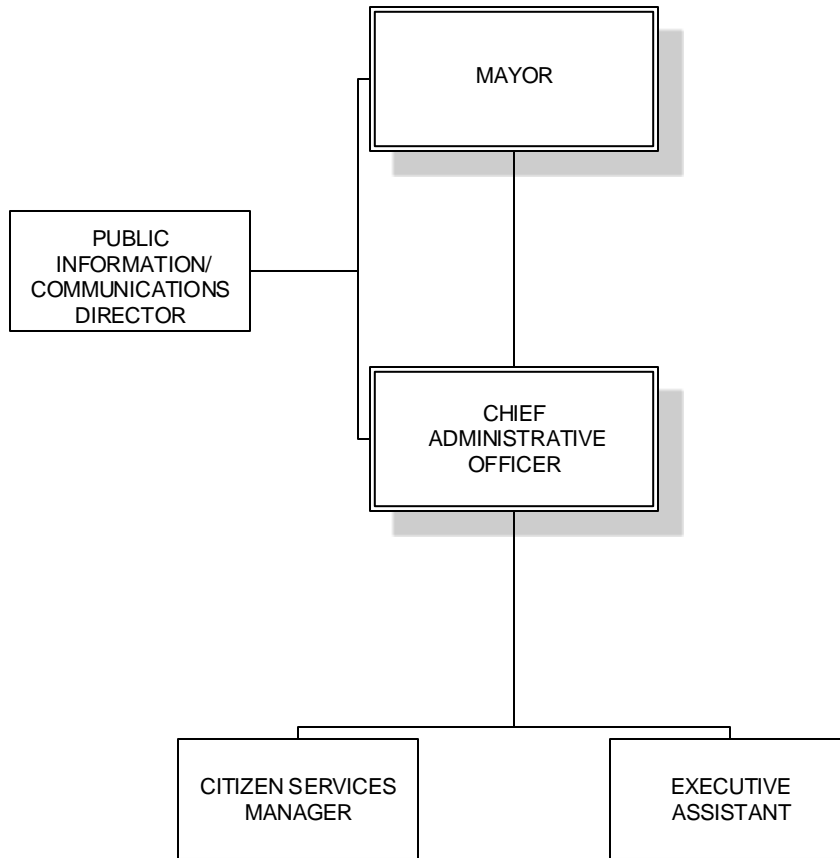 MAYOR
PUBLIC
INFORMATION/
COMMUNICATIONS
DIRECTOR
CHIEF
ADMINISTRATIVE
OFFICER
CITIZEN SERVICES
MANAGER
EXECUTIVE
ASSISTANT